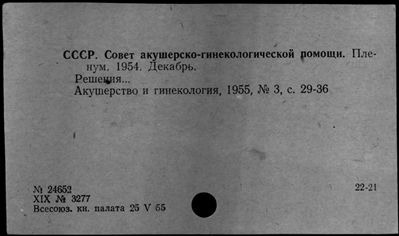 СССР. Совет акушерско-гинекологической помощи. Пле-
нум. 1954. Декабрь.
Решения...
Акушерство и гинекология, 1955, № 3, с. 29-36
№ 24652
22-21
XIX № 3277
Всесоюз. кн. палата 25 V 55